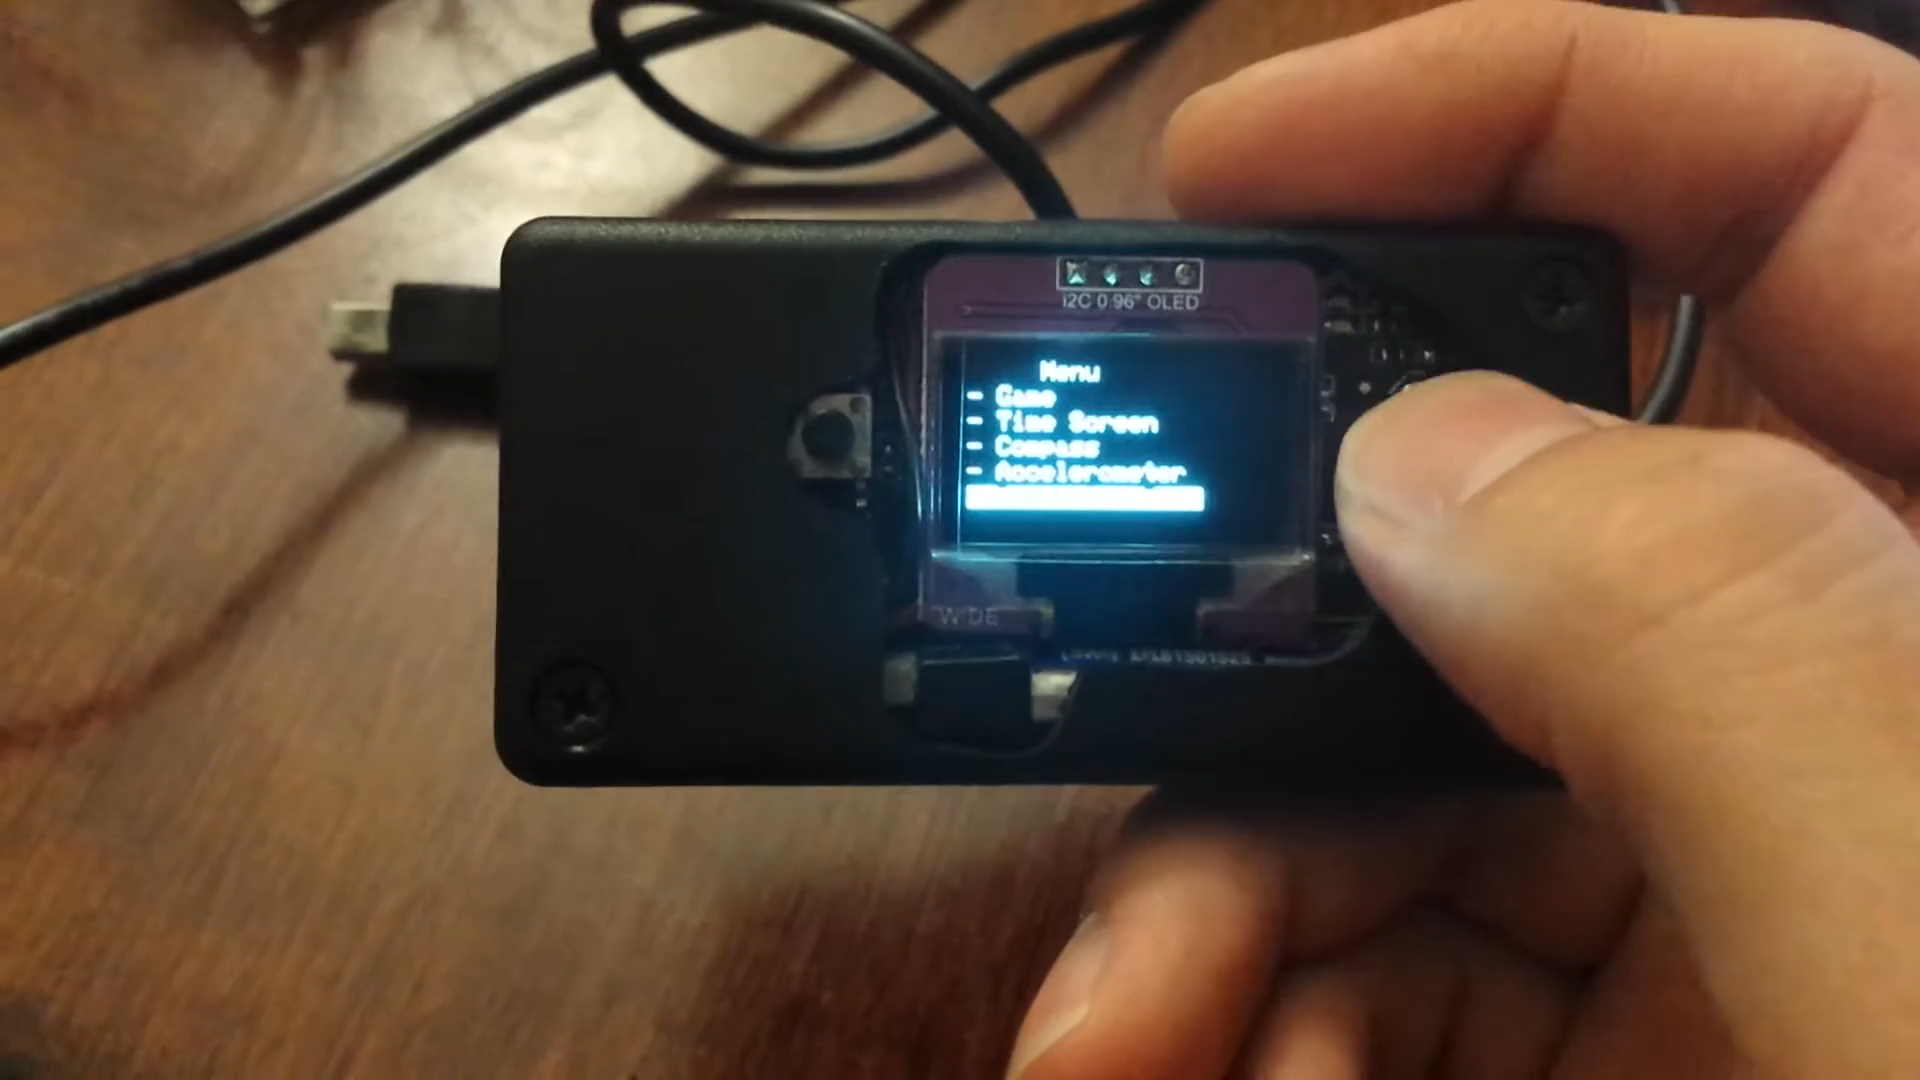 I2C 0.96" OLED
Menu
- Game
- Time Screen
- Compass
- Accelerometer